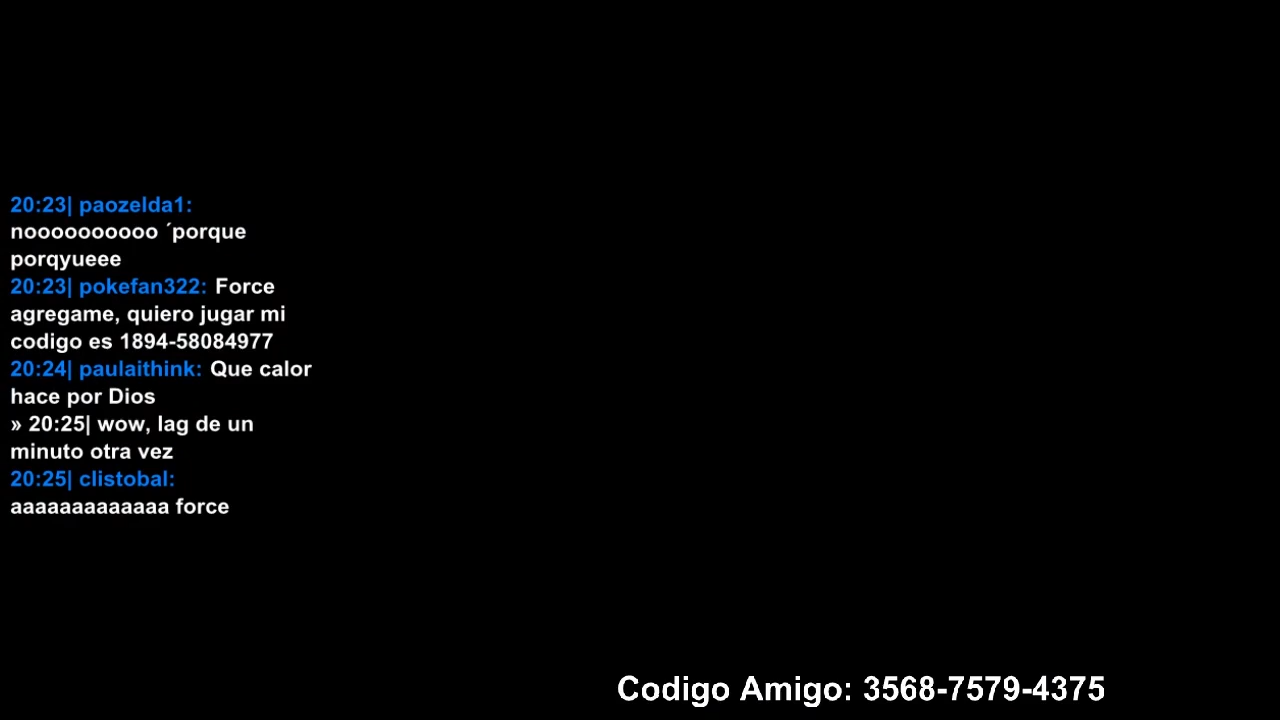 20:23| paozelda1:
noooooooooo ´porque
porqyueee
20:23| pokefan322: Force
agregame, quiero jugar mi
codigo es 1894-58084977
20:24| paulaithink: Que calor
hace por Dios
» 20:25| wow, lag de un
minuto otra vez
20:25| clistobal:
aaaaaaaaaaaaa force
Codigo Amigo: 3568-7579-4375